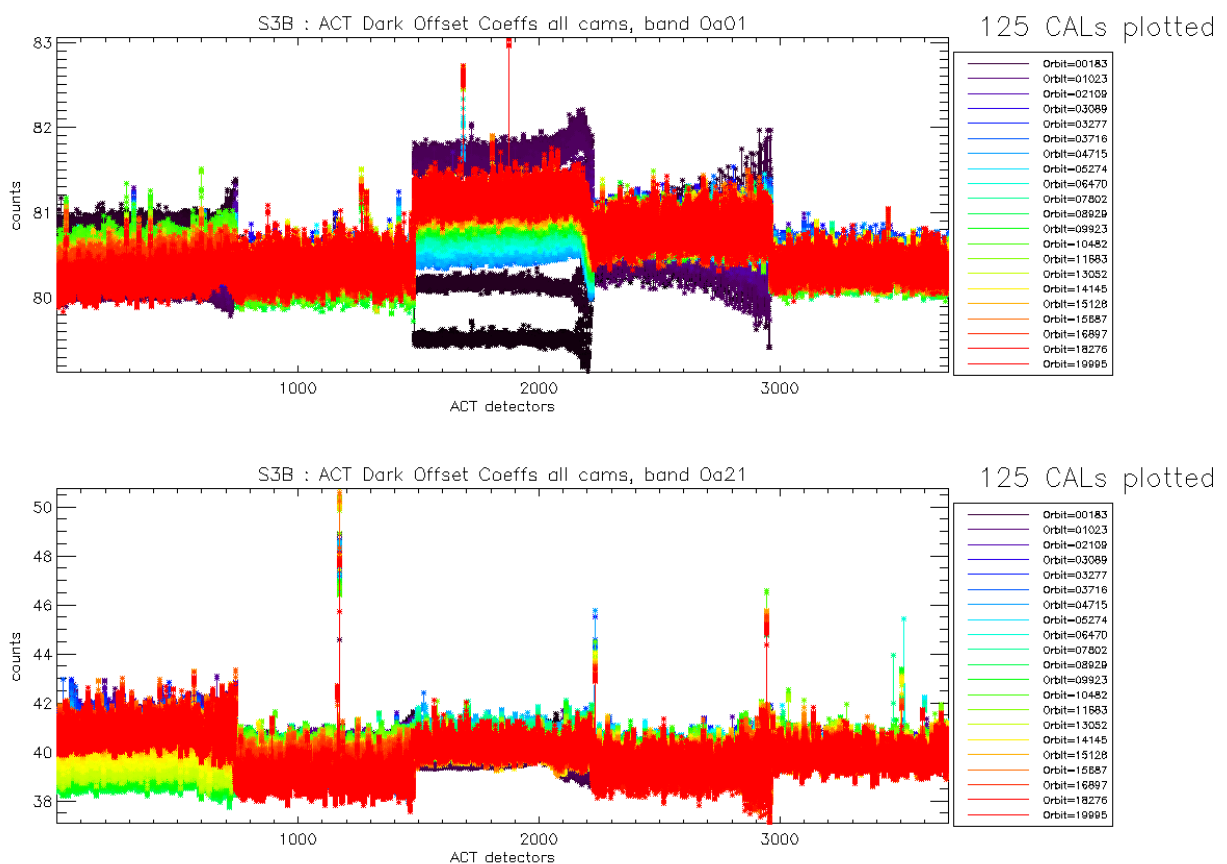 S3B : ACT Dark Offset Coeffs all cams, band Oa01
125 CALs plotted
83
82
81
80
counts
1000
2000
3000
ACT detectors
Orbit=00183
Orbit=01023
Orbit=02109
Orbit=03089
Orbit=03277
Orbit=03716
Orbit=04715
Orbit=05274
Orbit=06470
Orbit=07802
Orbit=08929
Orbit=09923
Orbit=10482
Orbit=11683
Orbit=13052
Orbit=14145
Orbit=15128
Orbit=15687
Orbit=16897
Orbit=18276
Orbit=19995
S3B : ACT Dark Offset Coeffs all cams, band Oa21
125 CALs plotted
50
48
46
44
42
40
38
counts
1000
2000
3000
ACT detectors
Orbit=00183
Orbit=01023
Orbit=02109
Orbit=03089
Orbit=03277
Orbit=03716
Orbit=04715
Orbit=05274
Orbit=06470
Orbit=07802
Orbit=08929
Orbit=09923
Orbit=10482
Orbit=11683
Orbit=13052
Orbit=14145
Orbit=15128
Orbit=15687
Orbit=16897
Orbit=18276
Orbit=19995